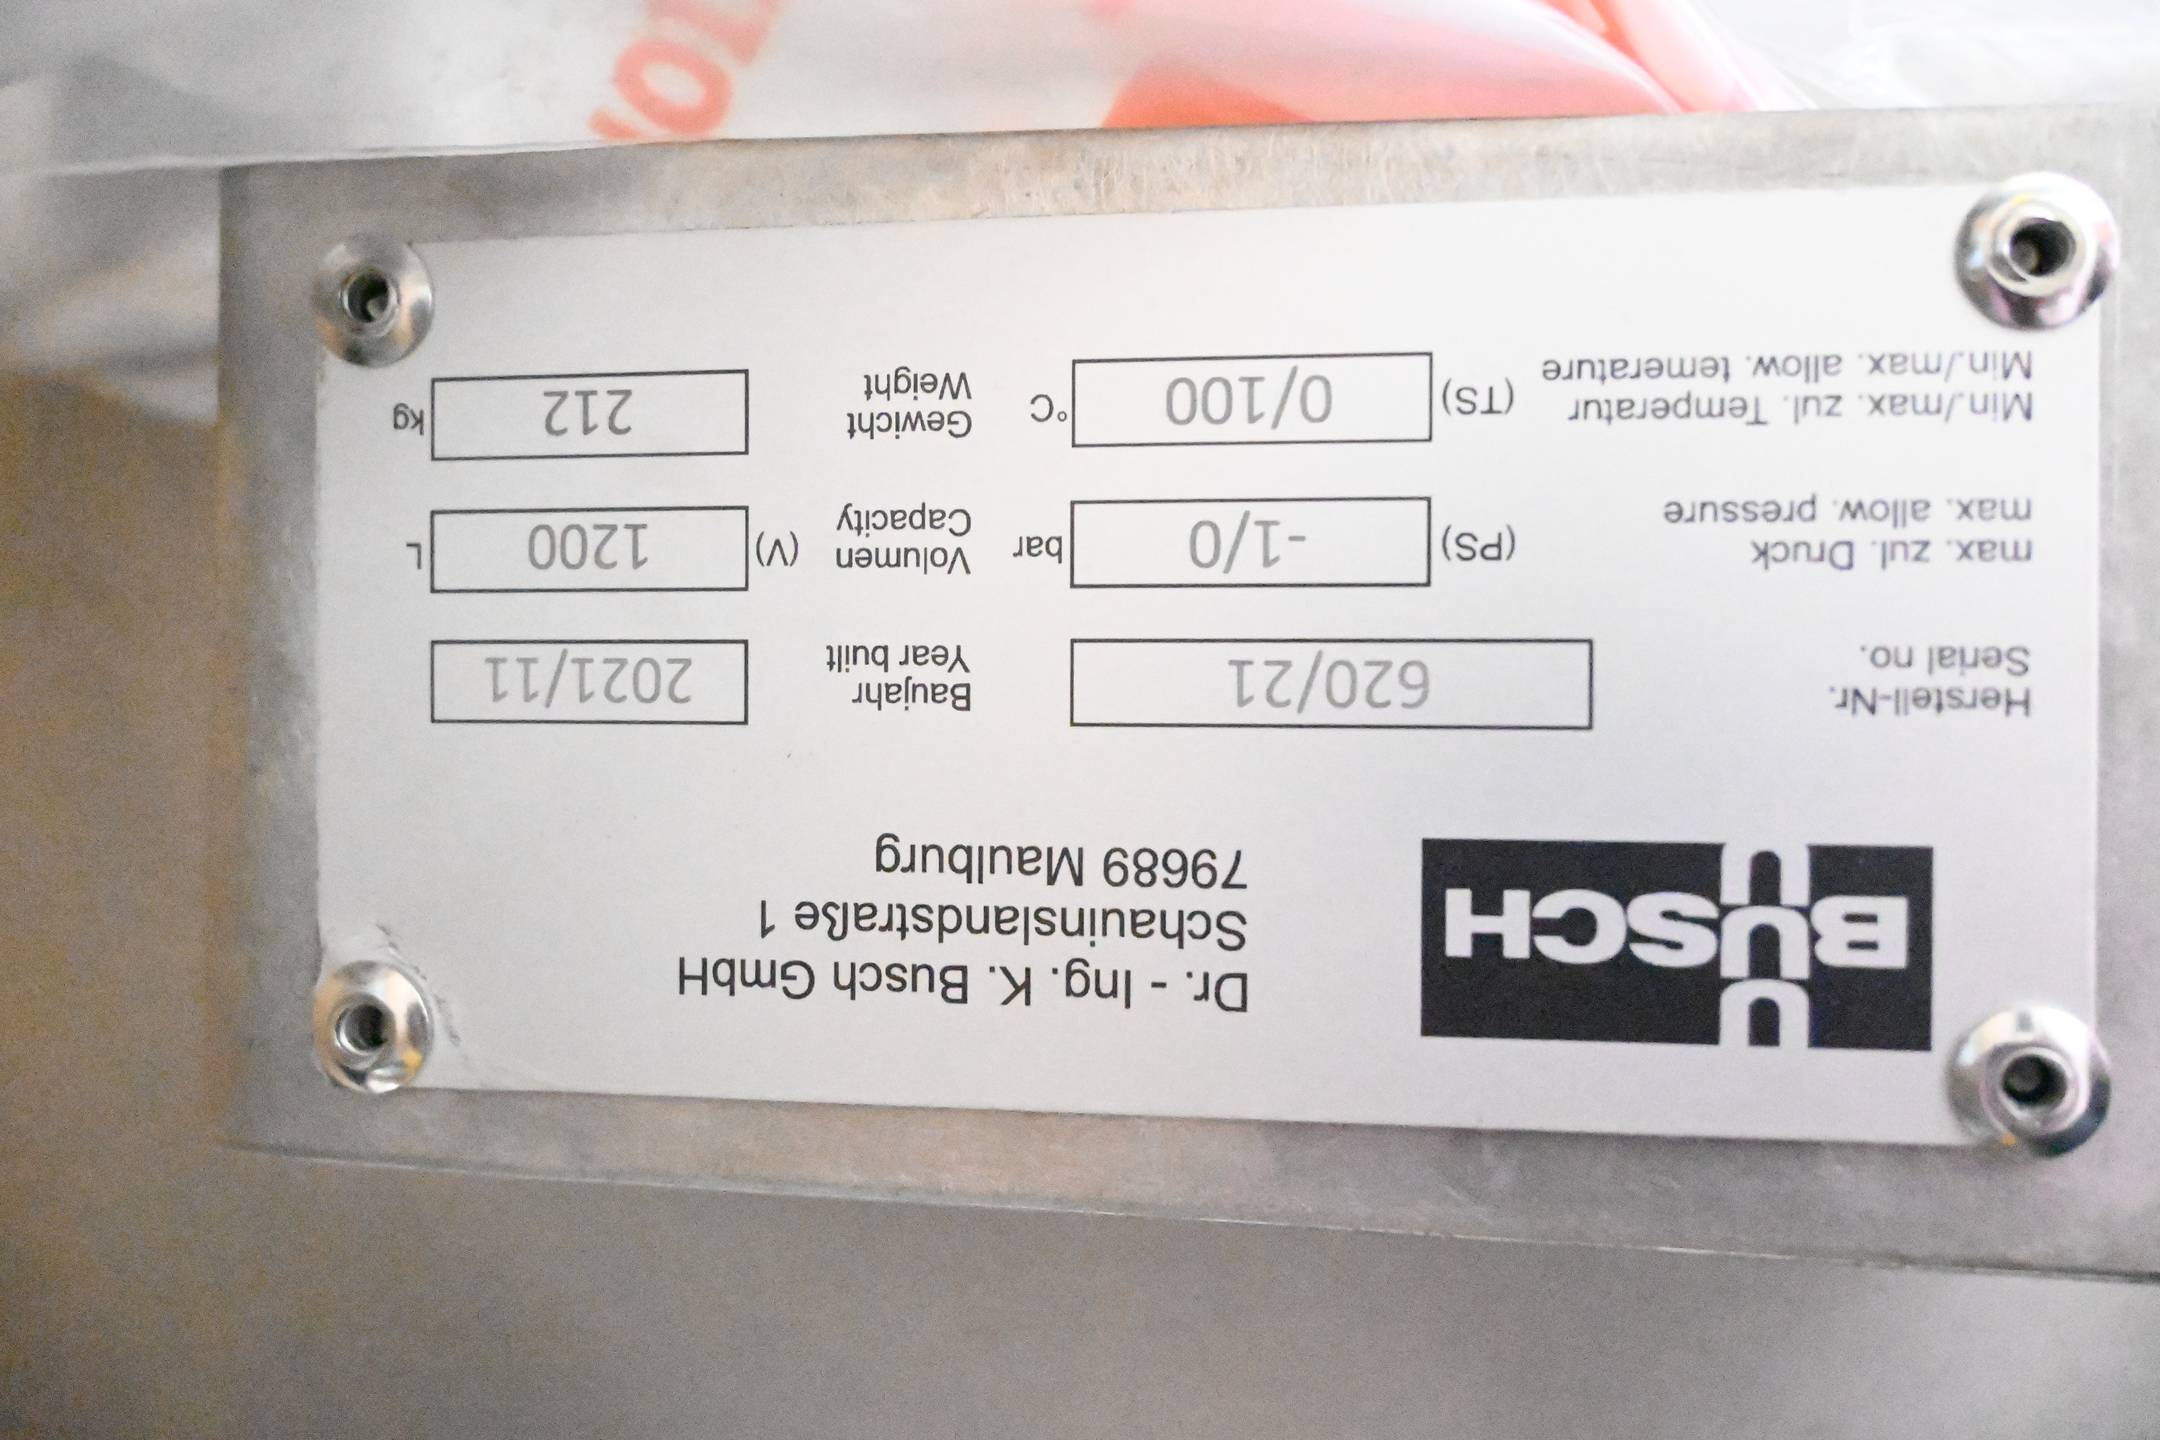 BUSCH
Dr. - Ing. K. Busch GmbH
Schauinslandstraße 1
79689 Maulburg
Herstell-Nr. 620/21 Baujahr 2021/11
Serial no. Year built
max. zul. Druck (PS) -1/0 bar Volumen (V) 1200 L
max. allow. pressure Capacity
Min./max. zul. Temperatur (TS) 0/100 °C Gewicht 212 kg
Min./max. allow. temerature Weight